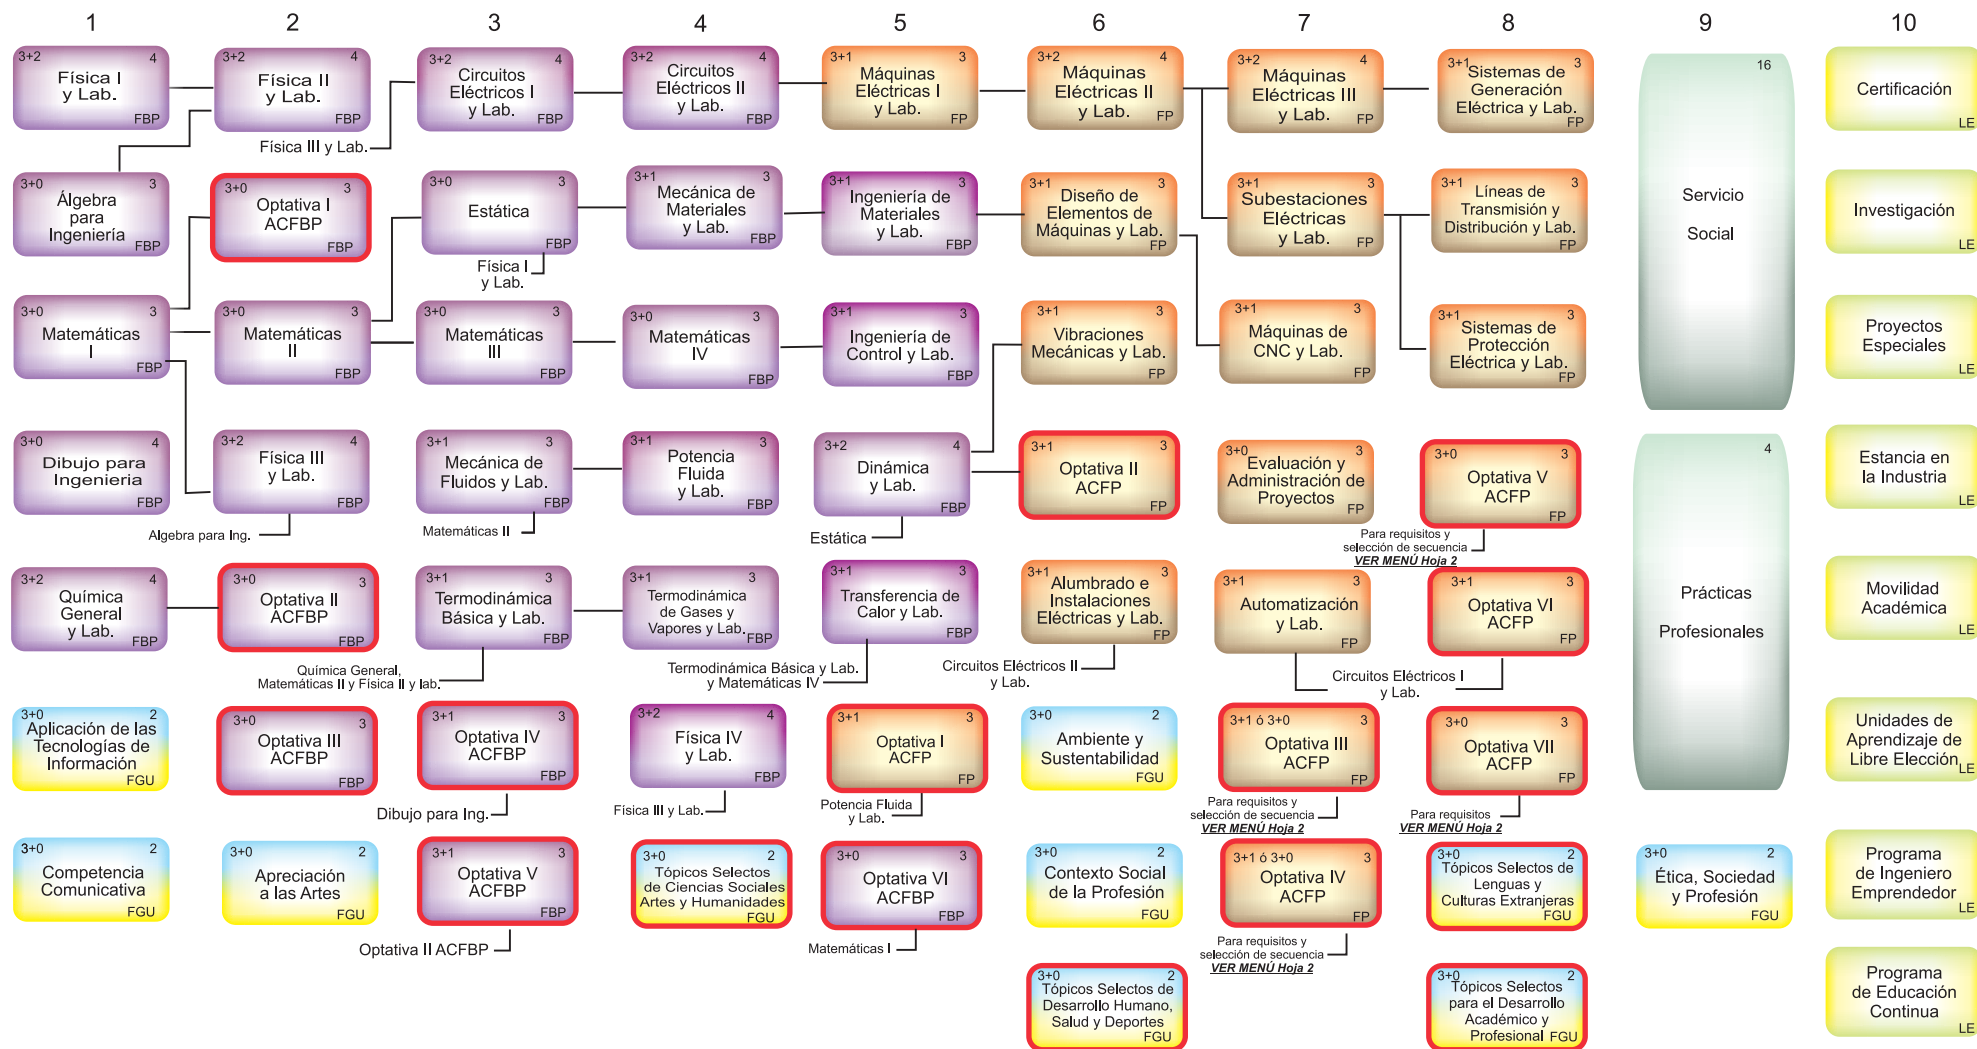 1 2 3 4 5 6 7 8 9 10
3+2 4
Física I
y Lab.
FBP
3+2 4
Física II
y Lab.
FBP
Física III y Lab.
3+2 4
Circuitos
Eléctricos I
y Lab.
FBP
3+2 4
Circuitos
Eléctricos II
y Lab.
FBP
3+1 3
Máquinas
Eléctricas I
y Lab.
FP
3+2 4
Máquinas
Eléctricas II
y Lab.
FP
3+2 4
Máquinas
Eléctricas III
y Lab.
FP
3+1 3
Sistemas de
Generación
Eléctrica y Lab.
FP
16
Servicio
Social
Certificación
LE
3+0 3
Álgebra
para
Ingeniería
FBP
3+0 3
Optativa I
ACFBP
FBP
3+0 3
Estática
FBP
Física I
y Lab.
3+1 3
Mecánica de
Materiales
y Lab.
FBP
3+1 3
Ingeniería de
Materiales
y Lab.
FBP
3+1 3
Diseño de
Elementos de
Máquinas y Lab.
FP
3+1 3
Subestaciones
Eléctricas
y Lab.
FP
3+1 3
Líneas de
Transmisión y
Distribución y Lab.
FP
Investigación
LE
3+0 3
Matemáticas
I
FBP
3+0 3
Matemáticas
II
FBP
3+0 3
Matemáticas
III
FBP
3+0 3
Matemáticas
IV
FBP
3+1 3
Ingeniería de
Control y Lab.
FBP
3+1 3
Vibraciones
Mecánicas y Lab.
FP
3+1 3
Máquinas de
CNC y Lab.
FP
3+1 3
Sistemas de
Protección
Eléctrica y Lab.
FP
Proyectos
Especiales
LE
3+0 4
Dibujo para
Ingenieria
FBP
3+2 4
Física III
y Lab.
FBP
Algebra para Ing.
3+1 3
Mecánica de
Fluidos y Lab.
FBP
Matemáticas II
3+1 3
Potencia
Fluida
y Lab.
FBP
3+2 4
Dinámica
y Lab.
FBP
Estática
3+1 3
Optativa II
ACFP
FP
3+0 3
Evaluación y
Administración de
Proyectos
FP
3+0 3
Optativa V
ACFP
FP
Para requisitos y
selección de secuencia
VER MENÚ Hoja 2
4
Prácticas
Profesionales
Estancia en
la Industria
LE
3+2 4
Química
General
y Lab.
FBP
3+0 3
Optativa II
ACFBP
FBP
3+1 3
Termodinámica
Básica y Lab.
FBP
Química General,
Matemáticas II y Física II y lab.
3+1 3
Termodinámica
de Gases y
Vapores y Lab.
FBP
3+1 3
Transferencia de
Calor y Lab.
FBP
Termodinámica Básica y Lab.
y Matemáticas IV
3+1 3
Alumbrado e
Instalaciones
Eléctricas y Lab.
FP
Circuitos Eléctricos II
y Lab.
3+1 3
Automatización
y Lab.
FP
3+1 3
Optativa VI
ACFP
FP
Circuitos Eléctricos I
y Lab.
Movilidad
Académica
LE
3+0 2
Aplicación de las
Tecnologías de
Información
FGU
3+0 3
Optativa III
ACFBP
FBP
3+1 3
Optativa IV
ACFBP
FBP
Dibujo para Ing.
3+2 4
Física IV
y Lab.
FBP
Física III y Lab.
3+1 3
Optativa I
ACFP
FP
Potencia Fluida
y Lab.
3+0 2
Ambiente y
Sustentabilidad
FGU
3+1 ó 3+0 3
Optativa III
ACFP
FP
Para requisitos y
selección de secuencia
VER MENÚ Hoja 2
3+0 3
Optativa VII
ACFP
FP
Para requisitos
VER MENÚ Hoja 2
Unidades de
Aprendizaje de
Libre Elección
LE
3+0 2
Competencia
Comunicativa
FGU
3+0 2
Apreciación
a las Artes
FGU
3+1 3
Optativa V
ACFBP
FBP
Optativa II ACFBP
3+0 2
Tópicos Selectos
de Ciencias Sociales
Artes y Humanidades
FGU
3+0 3
Optativa VI
ACFBP
FBP
Matemáticas I
3+0 2
Contexto Social
de la Profesión
FGU
3+1 ó 3+0 3
Optativa IV
ACFP
FP
Para requisitos y
selección de secuencia
VER MENÚ Hoja 2
3+0 2
Tópicos Selectos de
Lenguas y
Culturas Extranjeras
FGU
3+0 2
Ética, Sociedad
y Profesión
FGU
Programa
de Ingeniero
Emprendedor
LE
3+0 2
Tópicos Selectos de
Desarrollo Humano,
Salud y Deportes
FGU
3+0 2
Tópicos Selectos
para el Desarrollo
Académico y
Profesional FGU
Programa
de Educación
Continua
LE